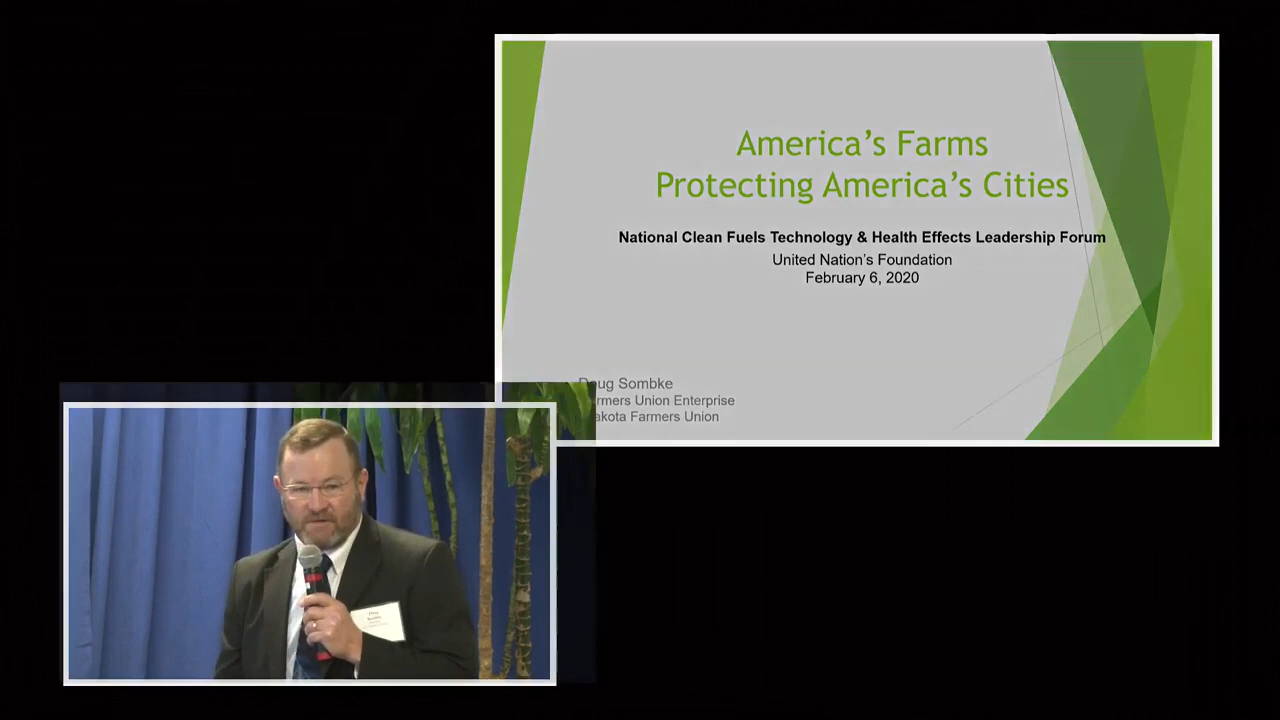 America's Farms
Protecting America's Cities
National Clean Fuels Technology & Health Effects Leadership Forum
United Nation's Foundation
February 6, 2020
Doug Sombke
rmers Union Enterprise
akota Farmers Union